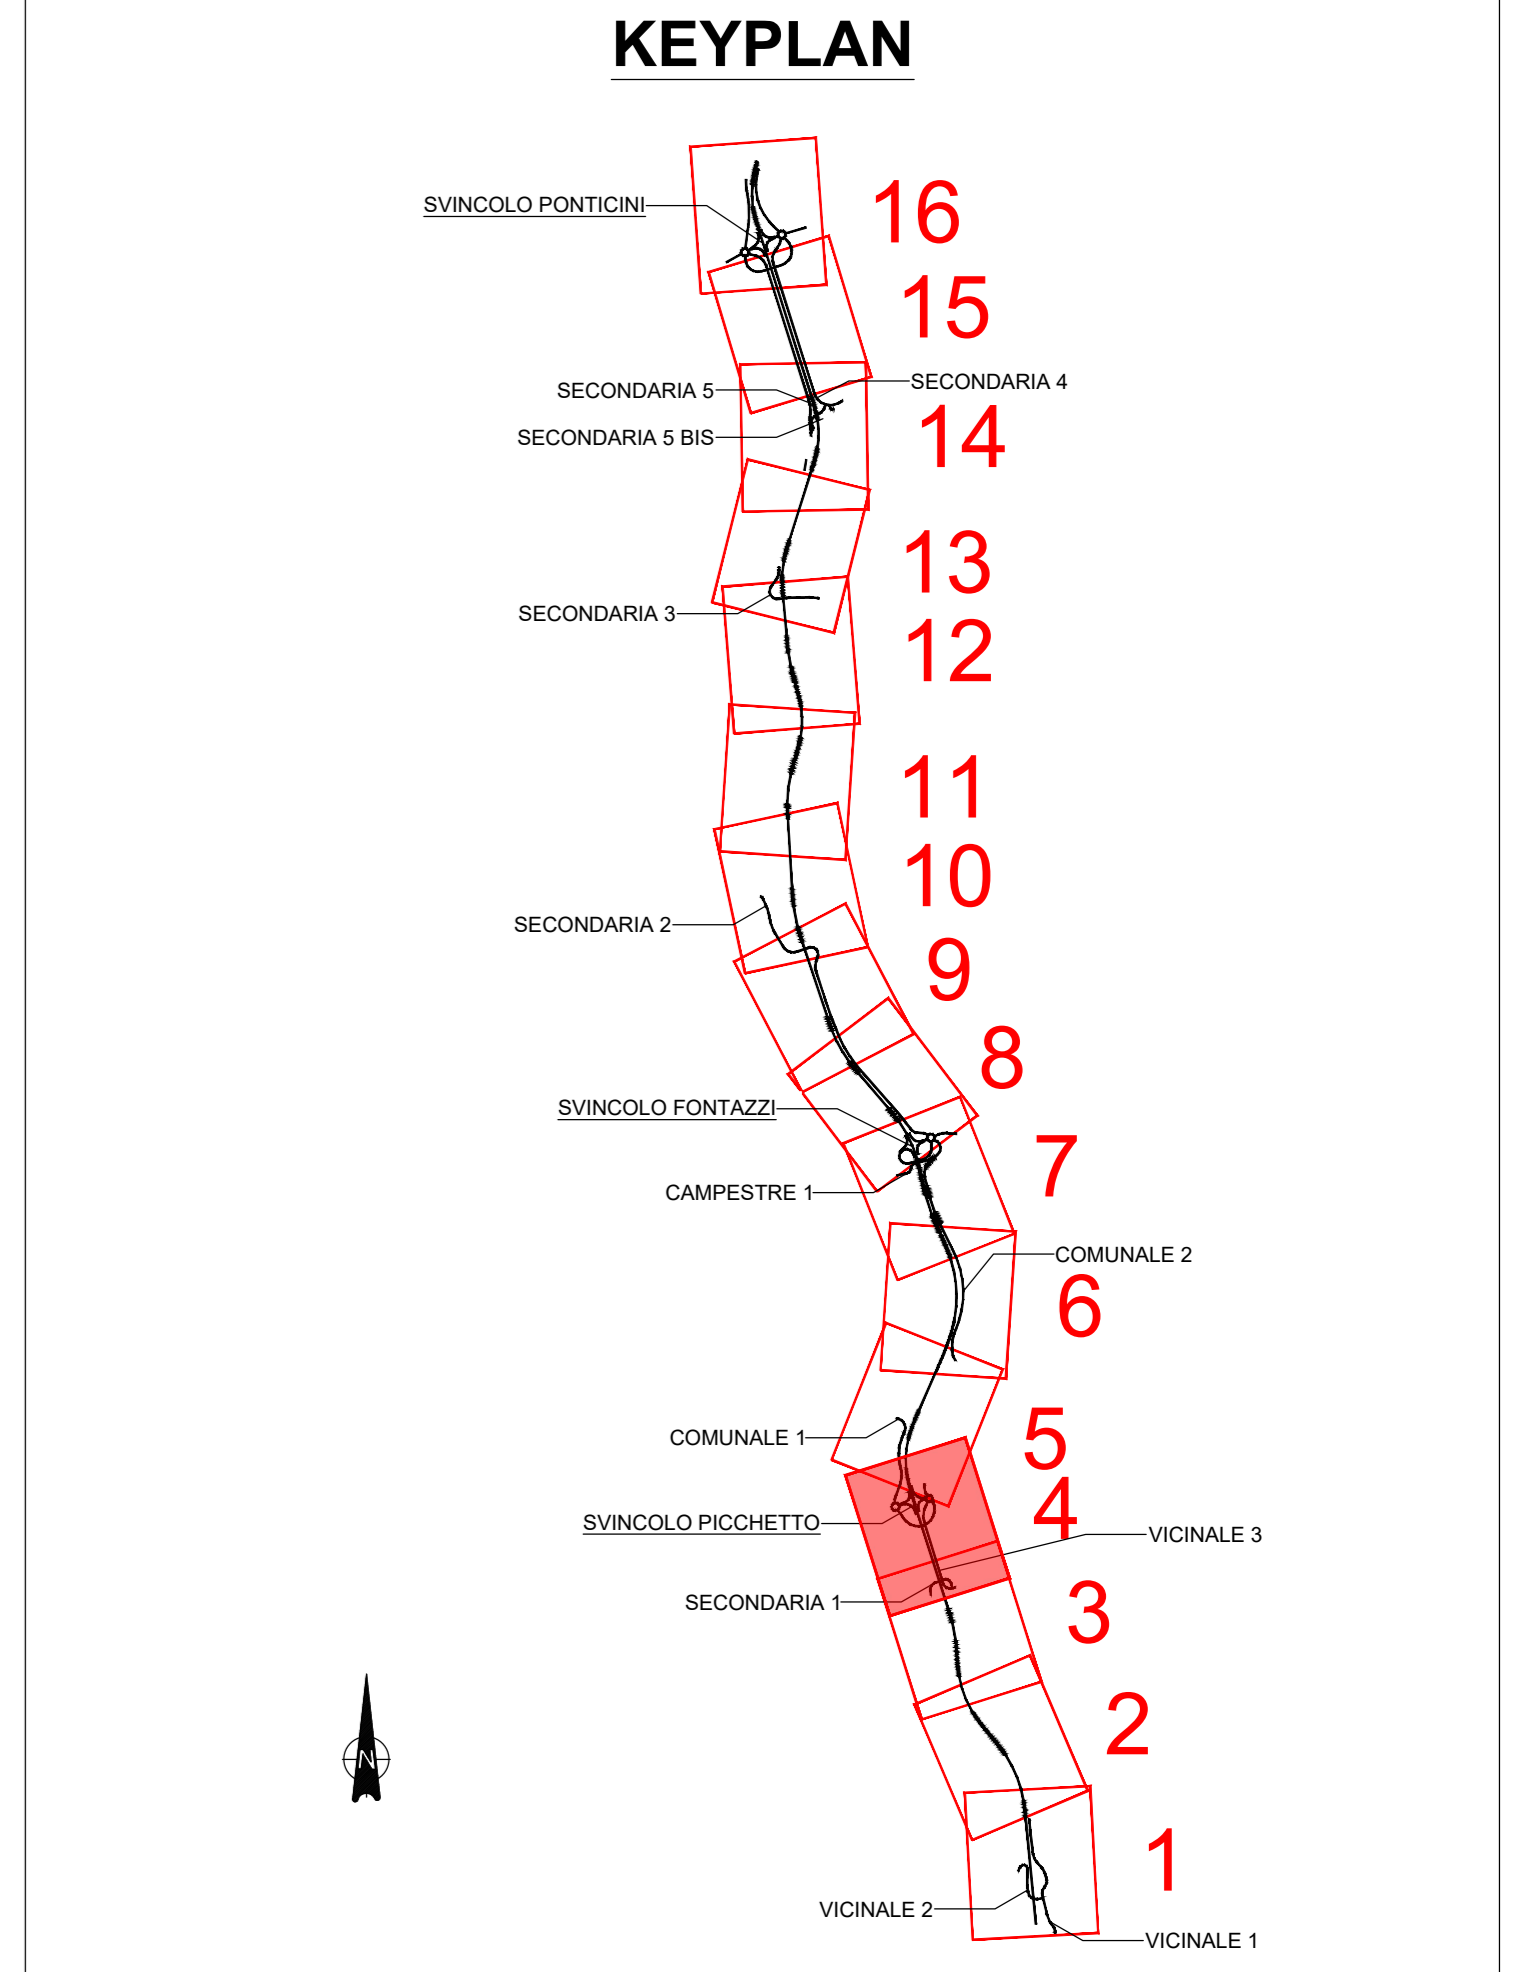 KEYPLAN
SVINCOLO PONTICINI
16
15
SECONDARIA 4
SECONDARIA 5
14
SECONDARIA 5 BIS
13
SECONDARIA 3
12
11
10
SECONDARIA 2
9
8
SVINCOLO FONTAZZI
7
CAMPESTRE 1
COMUNALE 2
6
COMUNALE 1
5
4
SVINCOLO PICCHETTO
VICINALE 3
SECONDARIA 1
3
2
N
1
VICINALE 2
VICINALE 1